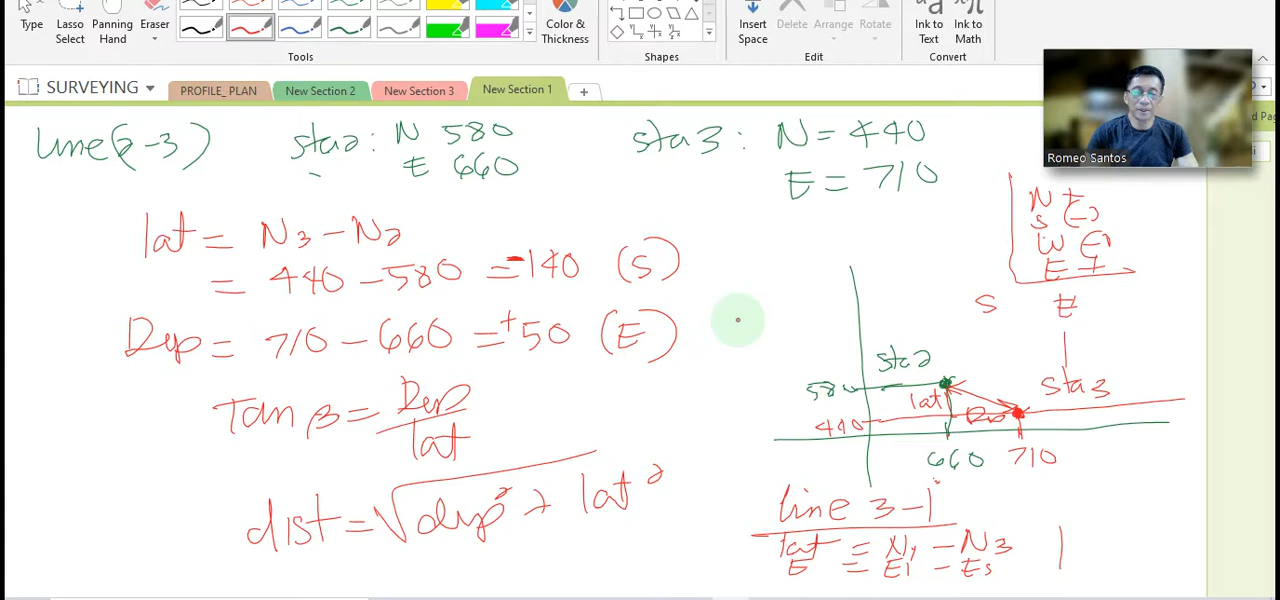 Type Lasso Select Panning Hand Eraser Color & Thickness Insert Space Delete Arrange Rotate Ink to Text Ink to Math
Tools Shapes Edit Convert
SURVEYING PROFILE_PLAN New Section 2 New Section 3 New Section 1 +
Romeo Santos
line(2-3) sta2: N 580 sta 3: N = 440
E 660 E = 710
lat = N3 - N2
= 440 - 580 = -140 (S)
Dep = 710 - 660 = +50 (E)
Tan β = Dep
lat
dist = √dep² + lat²
N +
S (-)
W (-)
E +
S E
sta2
580
lat
sta3
440
Dep
660 710
line 3-1
lat = N1 - N3
E = E1 - E3